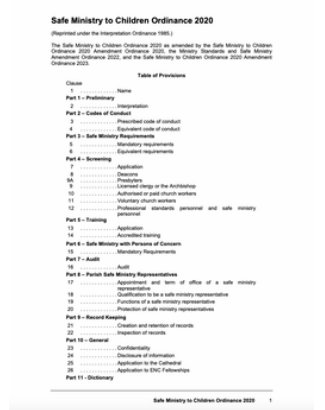 Safe Ministry to Children Ordinance 2020
(Reprinted under the Interpretation Ordinance 1985.)
The Safe Ministry to Children Ordinance 2020 as amended by the Safe Ministry to Children
Ordinance 2020 Amendment Ordinance 2020, the Ministry Standards and Safe Ministry
Amendment Ordinance 2022, and the Safe Ministry to Children Ordinance 2020 Amendment
Ordinance 2023.
Table of Provisions
Clause
1 ............. Name
Part 1 – Preliminary
2 ............. Interpretation
Part 2 – Codes of Conduct
3 ............. Prescribed code of conduct
4 ............. Equivalent code of conduct
Part 3 – Safe Ministry Requirements
5 ............. Mandatory requirements
6 ............. Equivalent requirements
Part 4 – Screening
7 ............. Application
8 ............. Deacons
8A ............. Presbyters
9 ............. Licensed clergy or the Archbishop
10 ............. Authorised or paid church workers
11 ............. Voluntary church workers
12 ............. Professional standards personnel and safe ministry
personnel
Part 5 – Training
13 ............. Application
14 ............. Accredited training
Part 6 – Safe Ministry with Persons of Concern
15 ............. Mandatory Requirements
Part 7 – Audit
16 ............. Audit
Part 8 – Parish Safe Ministry Representatives
17 ............. Appointment and term of office of a safe ministry
representative
18 ............. Qualification to be a safe ministry representative
19 ............. Functions of a safe ministry representative
20 ............. Protection of safe ministry representatives
Part 9 – Record Keeping
21 ............. Creation and retention of records
22 ............. Inspection of records
Part 10 – General
23 ............. Confidentiality
24 ............. Disclosure of information
25 ............. Application to the Cathedral
26 ............. Application to ENC Fellowships
Part 11 - Dictionary
Safe Ministry to Children Ordinance 2020 1